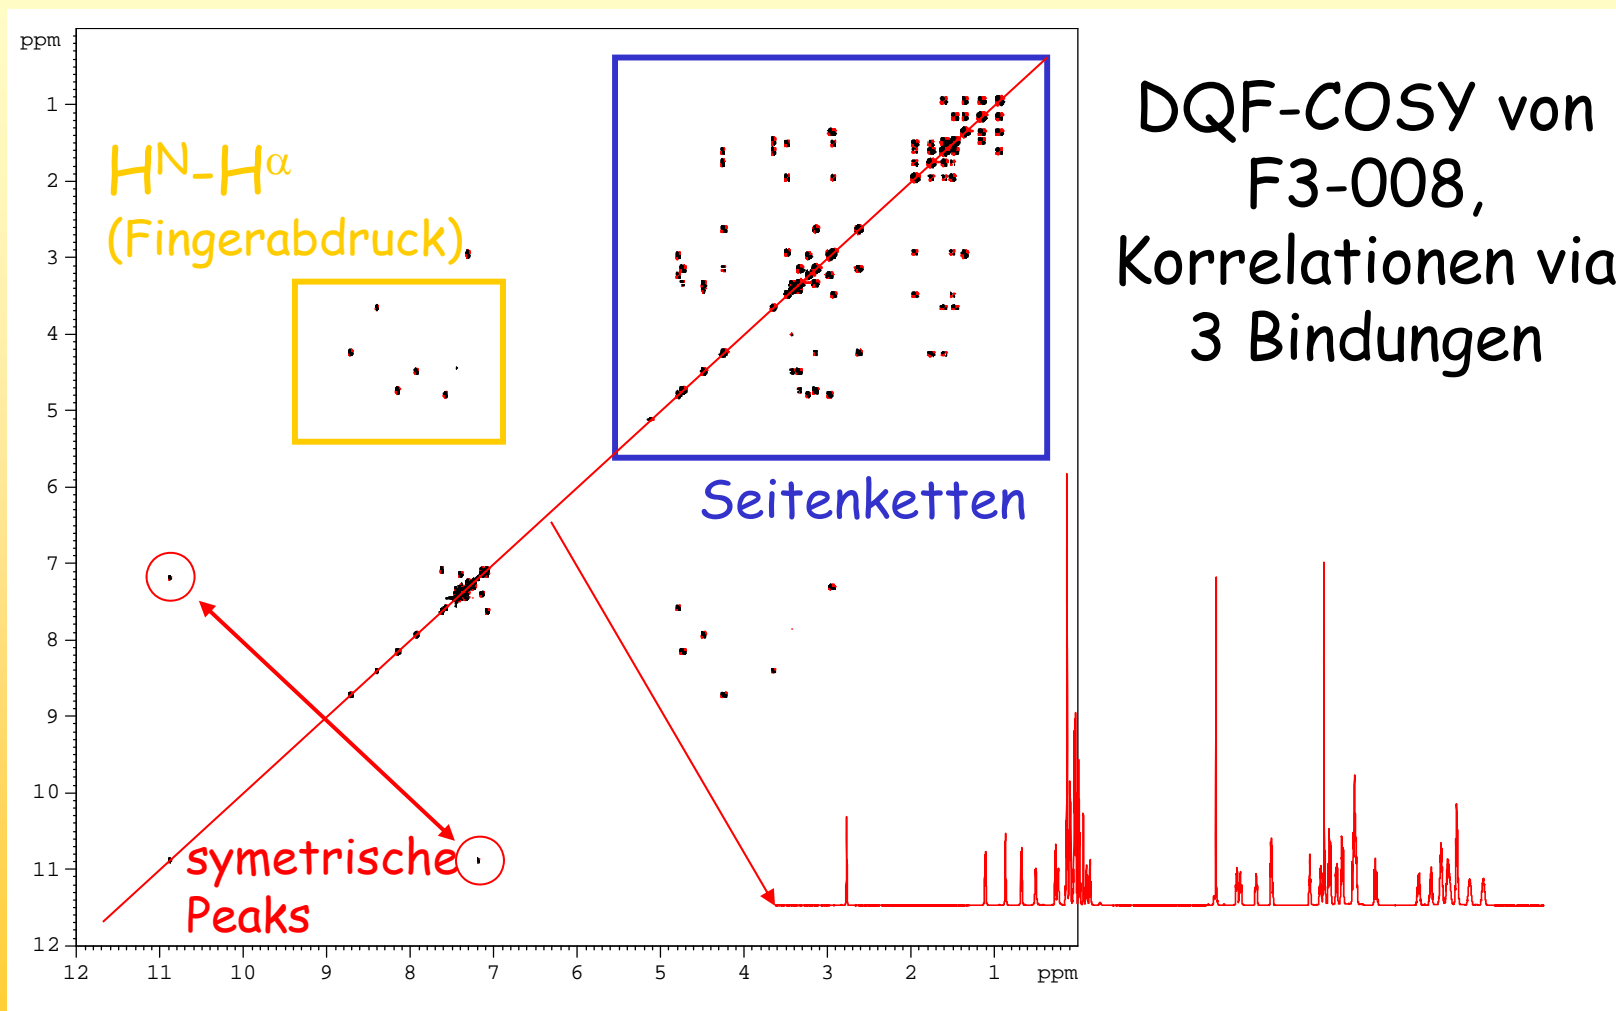 DQF-COSY von
F3-008,
Korrelationen via
3 Bindungen
ppm
1
2
3
4
5
6
7
8
9
10
11
12
HN-Hα
(Fingerabdruck)
Seitenketten
symetrische
Peaks
12 11 10 9 8 7 6 5 4 3 2 1 ppm